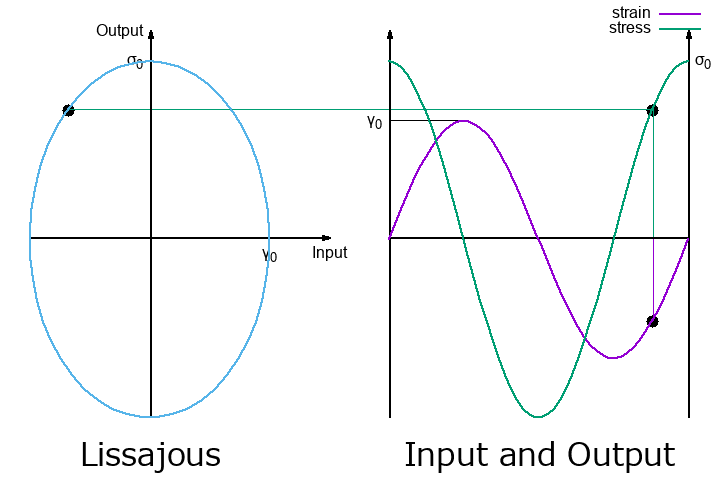 strain
stress
Output
σ0
γ0
Input
σ0
γ0
Lissajous
Input and Output